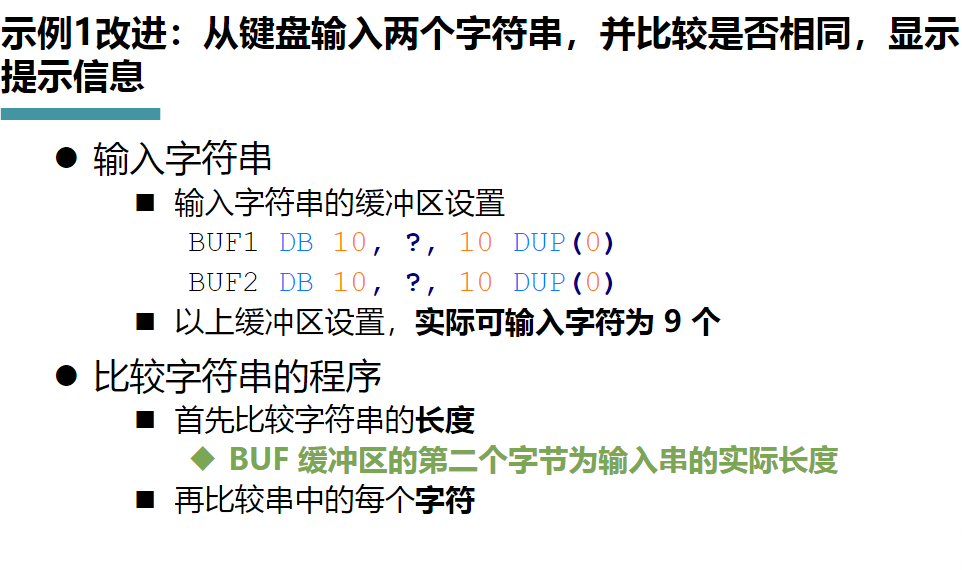 示例1改进：从键盘输入两个字符串，并比较是否相同，显示
提示信息
● 输入字符串
■ 输入字符串的缓冲区设置
BUF1 DB 10, ?, 10 DUP(0)
BUF2 DB 10, ?, 10 DUP(0)
■ 以上缓冲区设置，实际可输入字符为 9 个
● 比较字符串的程序
■ 首先比较字符串的长度
◆ BUF 缓冲区的第二个字节为输入串的实际长度
■ 再比较串中的每个字符